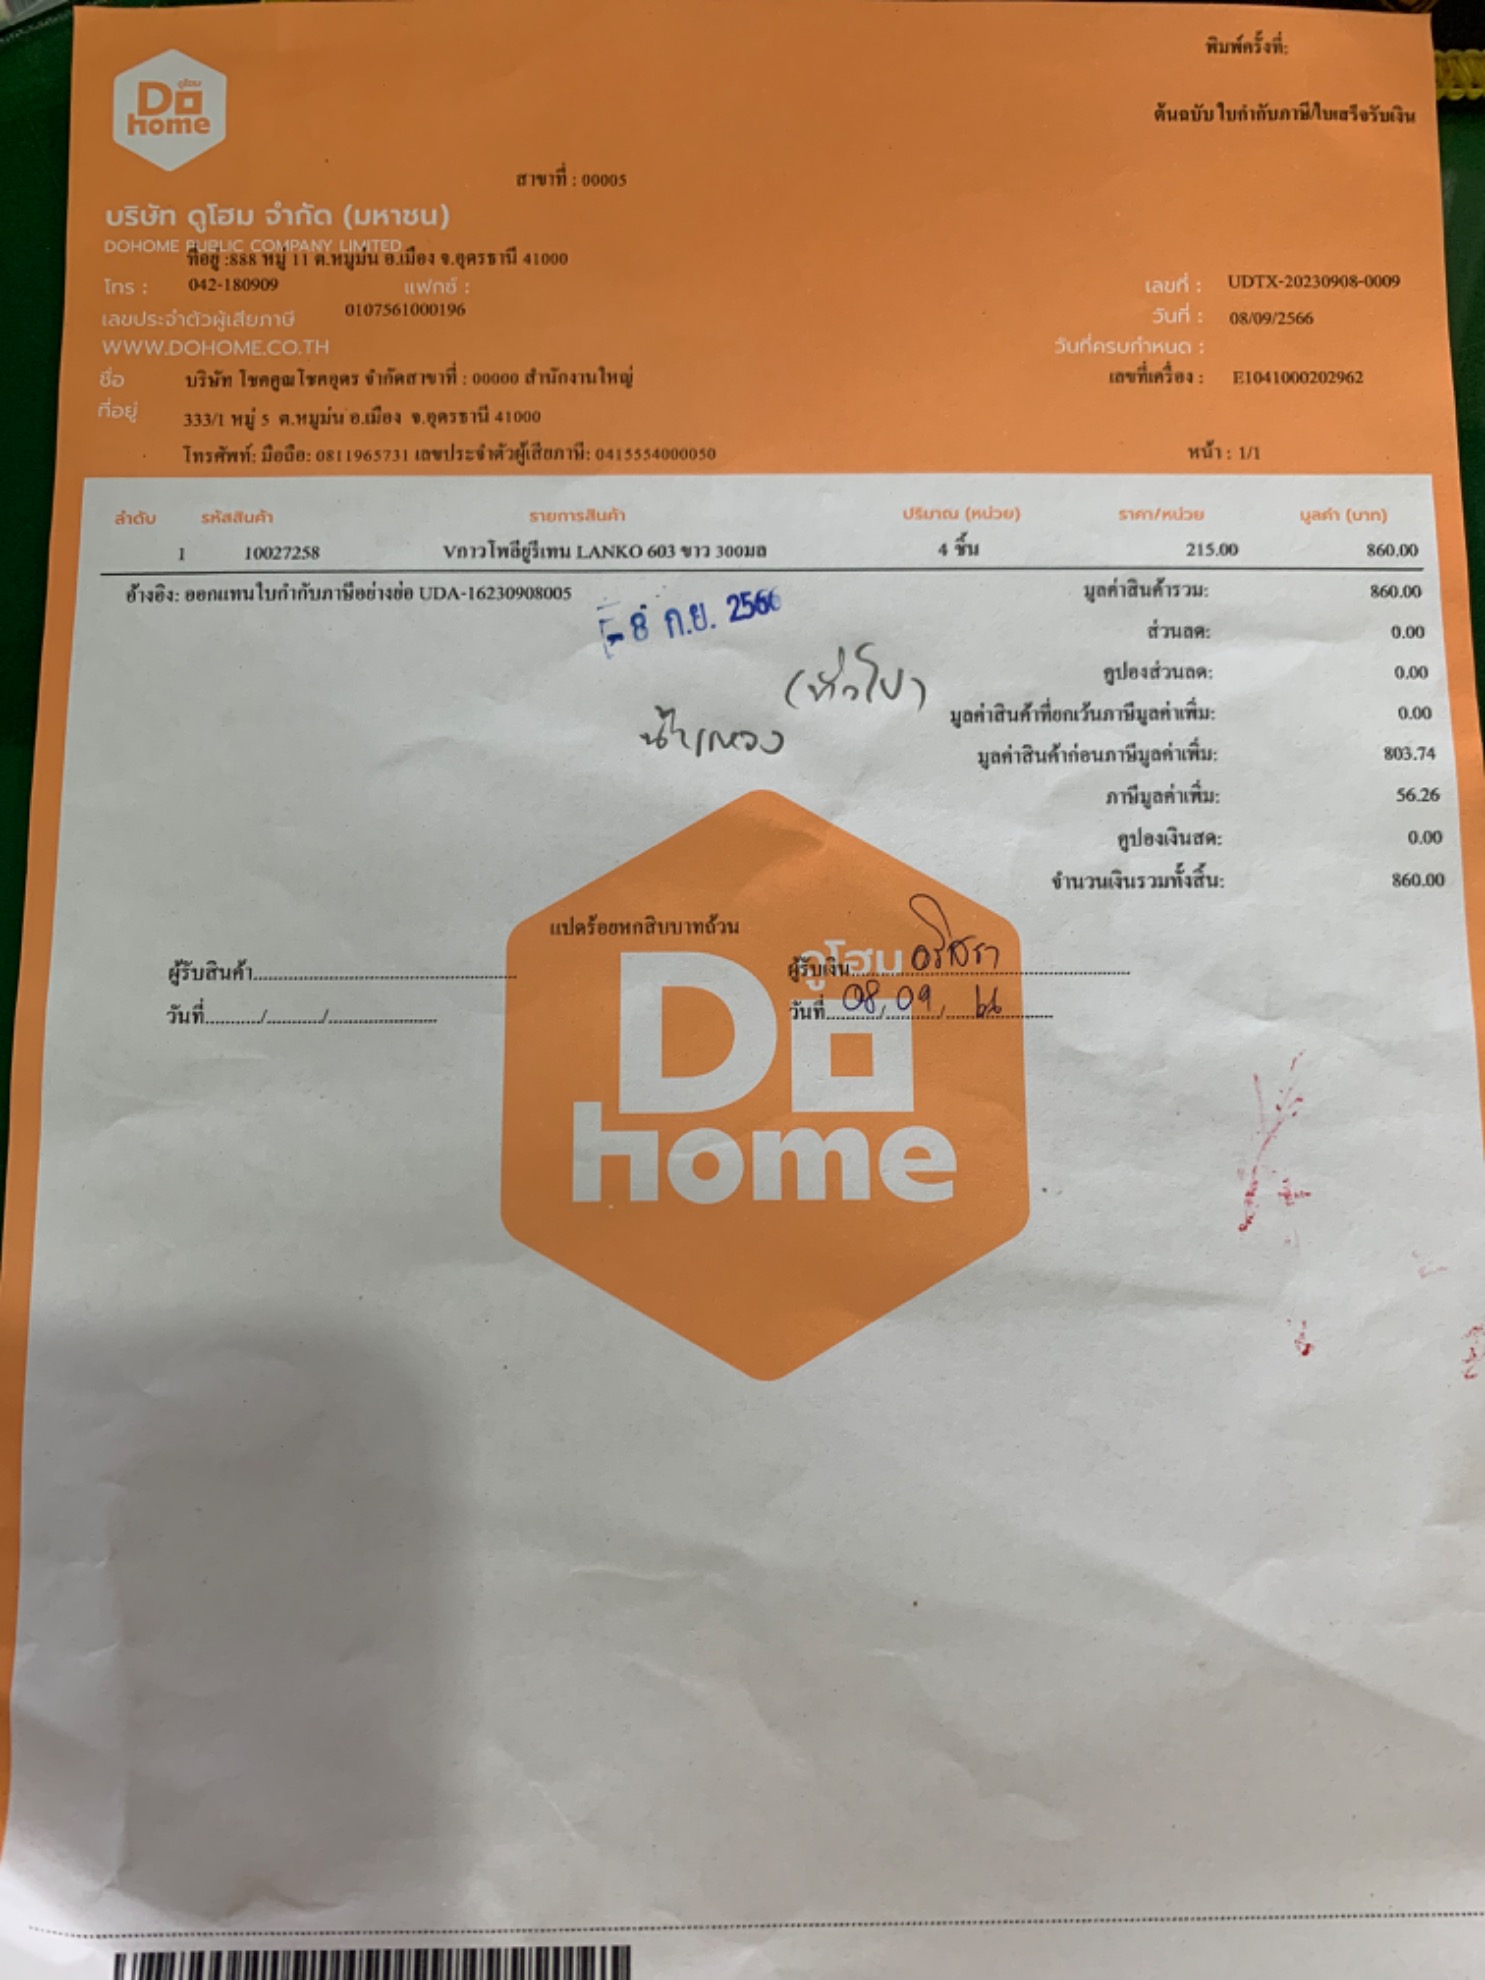 พิมพ์ครั้งที่:
ดูโฮม
Do
home
ต้นฉบับ ใบกำกับภาษี/ใบเสร็จรับเงิน
สาขาที่ : 00005
บริษัท ดูโฮม จำกัด (มหาชน)
DOHOME PUBLIC COMPANY LIMITED
ที่อยู่ :888 หมู่ 11 ต.หมูม่น อ.เมือง จ.อุดรธานี 41000
โทร : 042-180909 แฟกซ์ :
เลขที่ : UDTX-20230908-0009
เลขประจำตัวผู้เสียภาษี 0107561000196
วันที่ : 08/09/2566
WWW.DOHOME.CO.TH
วันที่ครบกำหนด :
ชื่อ บริษัท โชคคูณโชคอุดร จำกัดสาขาที่ : 00000 สำนักงานใหญ่
เลขที่เครื่อง : E1041000202962
ที่อยู่ 333/1 หมู่ 5 ต.หมูม่น อ.เมือง จ.อุดรธานี 41000
โทรศัพท์: มือถือ: 0811965731 เลขประจำตัวผู้เสียภาษี: 0415554000050
หน้า : 1/1
ลำดับ รหัสสินค้า รายการสินค้า ปริมาณ (หน่วย) ราคา/หน่วย มูลค่า (บาท)
1 10027258 Vกาวโพลียูรีเทน LANKO 603 ขาว 300มล 4 ชิ้น 215.00 860.00
อ้างอิง: ออกแทนใบกำกับภาษีอย่างย่อ UDA-16230908005
มูลค่าสินค้ารวม: 860.00
- 8 ก.ย. 2566
ส่วนลด: 0.00
คูปองส่วนลด: 0.00
(ทั่วไป)
มูลค่าสินค้าที่ยกเว้นภาษีมูลค่าเพิ่ม: 0.00
มูลค่าสินค้าก่อนภาษีมูลค่าเพิ่ม: 803.74
ภาษีมูลค่าเพิ่ม: 56.26
คูปองเงินสด: 0.00
จำนวนเงินรวมทั้งสิ้น: 860.00
แปดร้อยหกสิบบาทถ้วน
ผู้รับสินค้า
ผู้รับเงิน อริสรา
วันที่ / /
วันที่ 08/09/66
ดูโฮม
Do
home